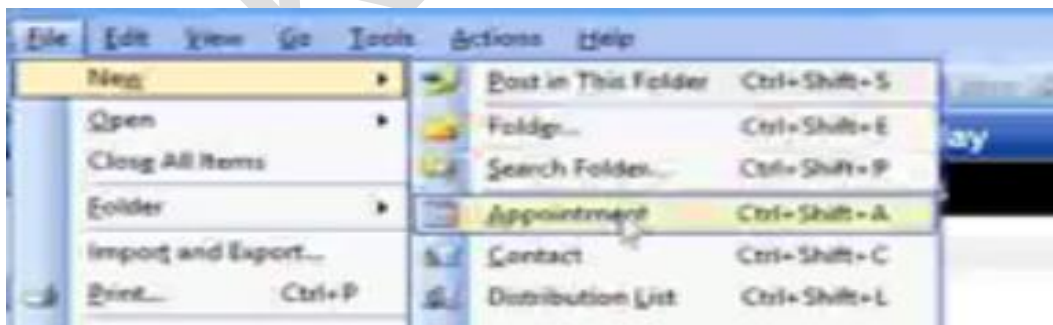 File Edit View Go Tools Actions Help
New
Open
Close All Items
Folder
Import and Export...
Print... Ctrl+P
Post in This Folder Ctrl+Shift+S
Folder... Ctrl+Shift+E
Search Folder... Ctrl+Shift+P
Appointment Ctrl+Shift+A
Contact Ctrl+Shift+C
Distribution List Ctrl+Shift+L
ay